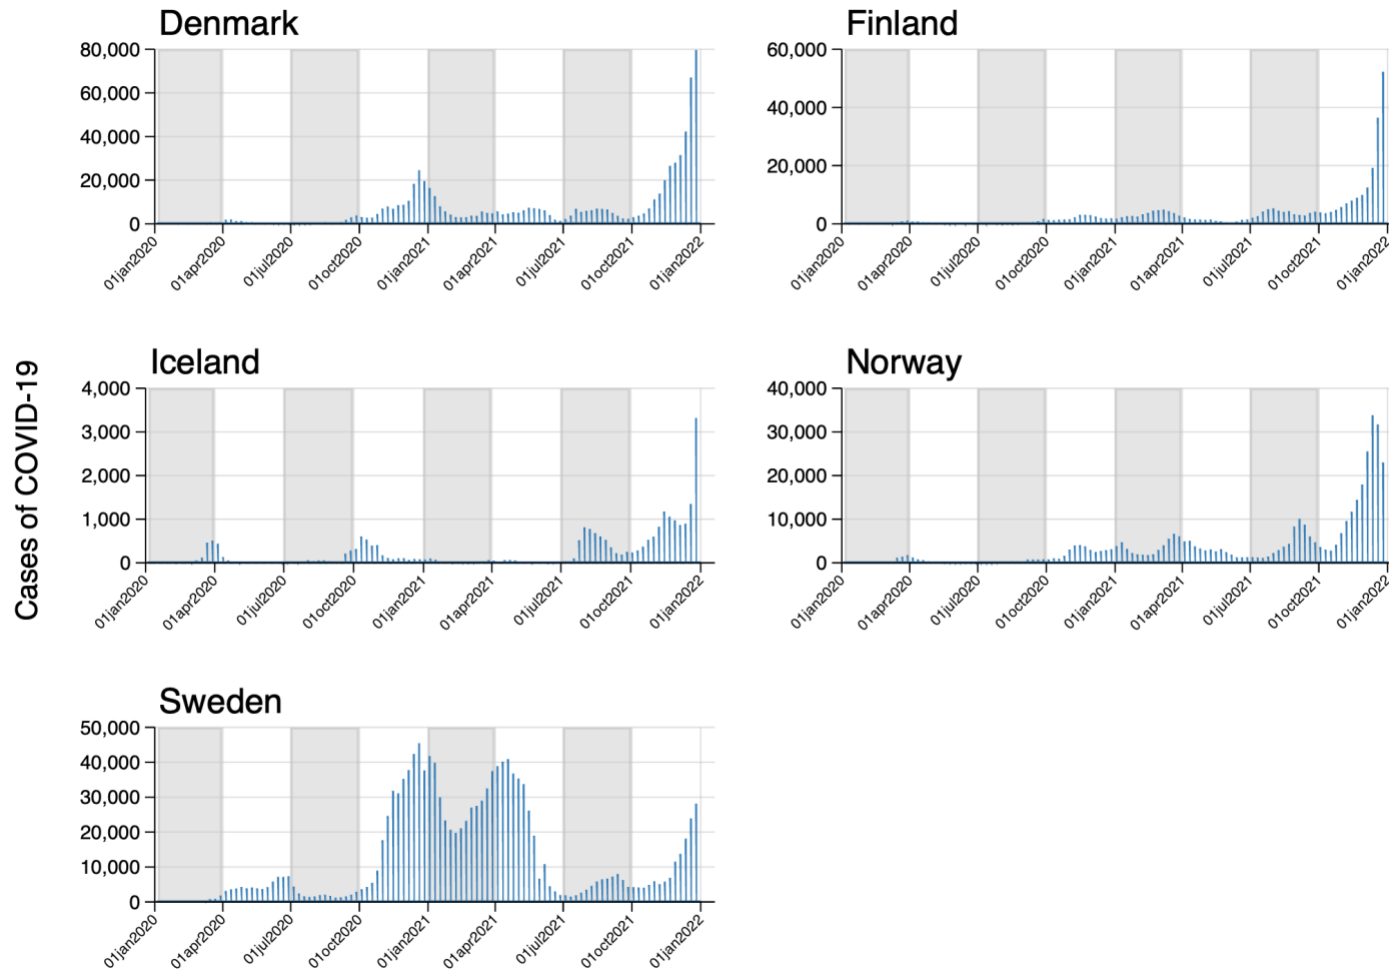 Cases of COVID-19
Denmark
80,000
60,000
40,000
20,000
0
01jan2020
01apr2020
01jul2020
01oct2020
01jan2021
01apr2021
01jul2021
01oct2021
01jan2022
Finland
60,000
40,000
20,000
0
01jan2020
01apr2020
01jul2020
01oct2020
01jan2021
01apr2021
01jul2021
01oct2021
01jan2022
Iceland
4,000
3,000
2,000
1,000
0
01jan2020
01apr2020
01jul2020
01oct2020
01jan2021
01apr2021
01jul2021
01oct2021
01jan2022
Norway
40,000
30,000
20,000
10,000
0
01jan2020
01apr2020
01jul2020
01oct2020
01jan2021
01apr2021
01jul2021
01oct2021
01jan2022
Sweden
50,000
40,000
30,000
20,000
10,000
0
01jan2020
01apr2020
01jul2020
01oct2020
01jan2021
01apr2021
01jul2021
01oct2021
01jan2022